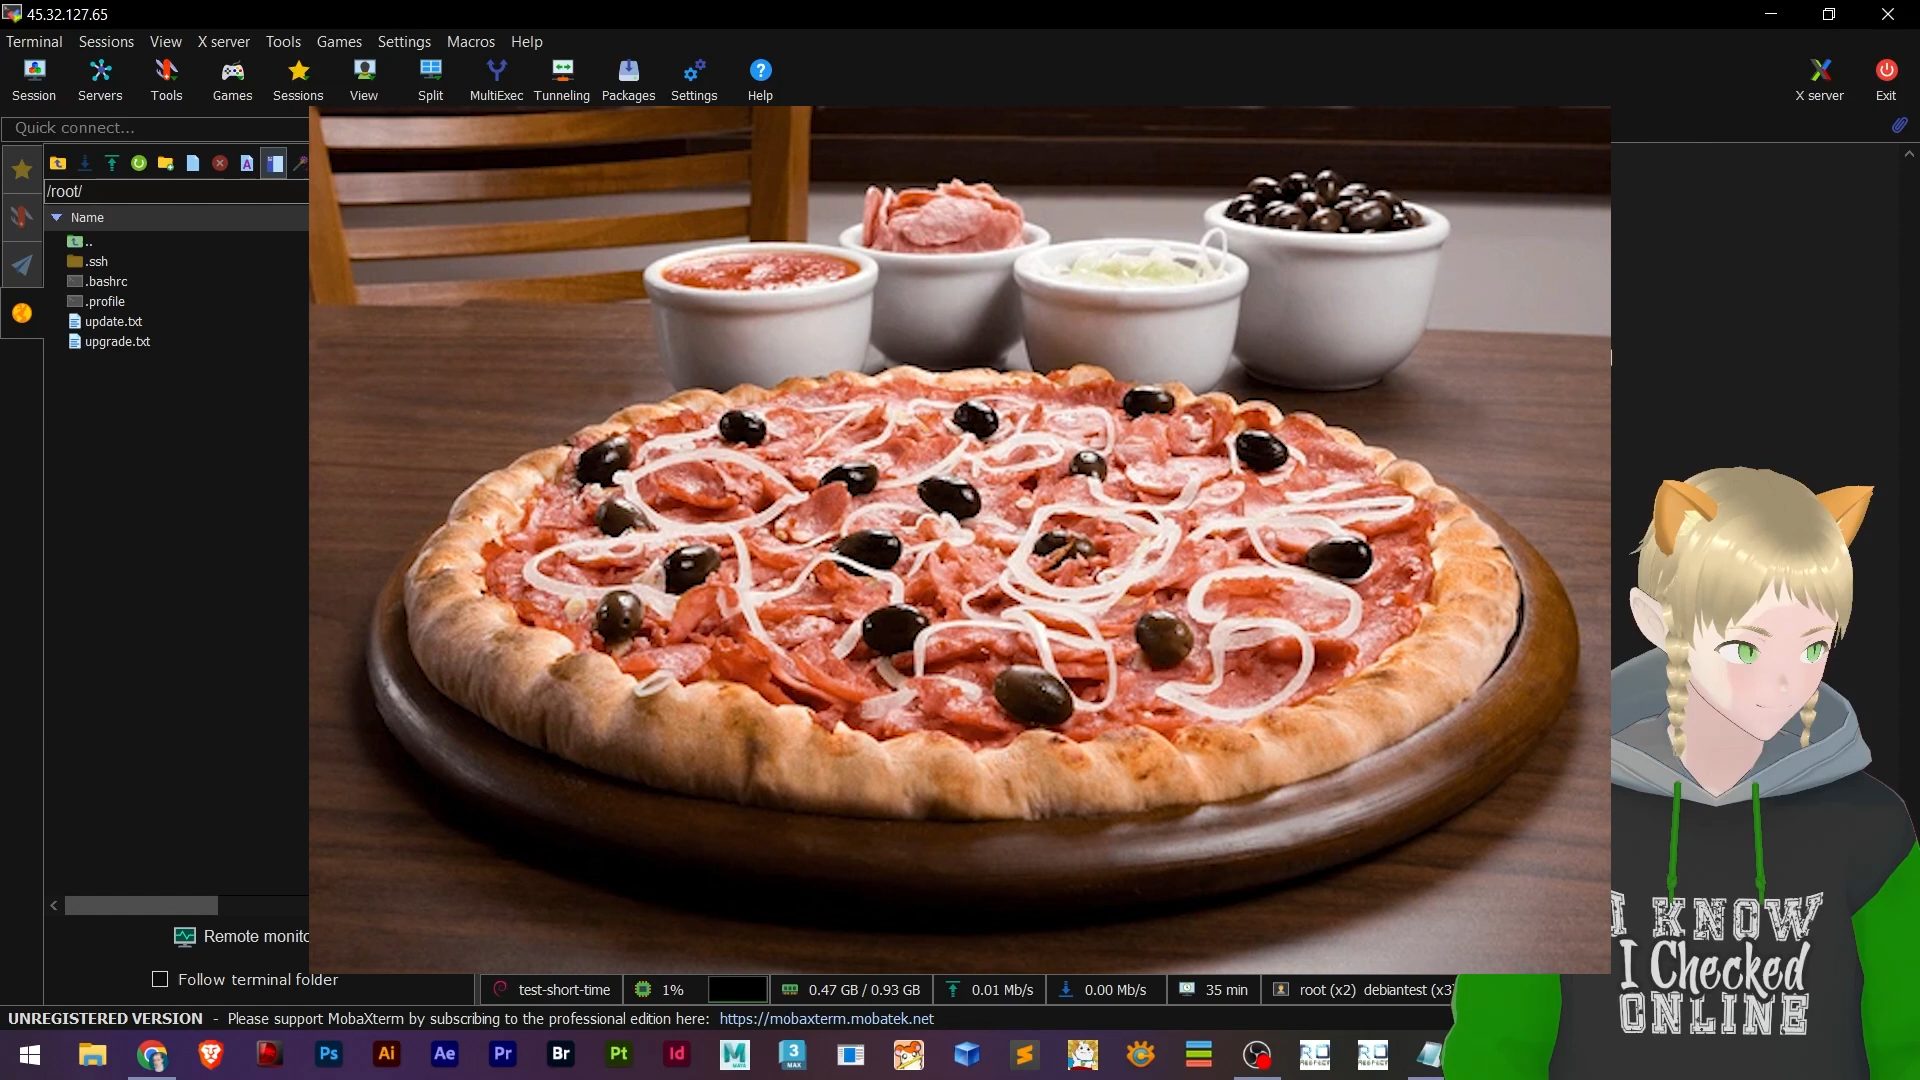 45.32.127.65
Terminal Sessions View X server Tools Games Settings Macros Help
Session Servers Tools Games Sessions View Split MultiExec Tunneling Packages Settings Help X server Exit
Quick connect...
/root/
Name
..
.ssh
.bashrc
.profile
update.txt
upgrade.txt
Remote monito
Follow terminal folder
test-short-time 1% 0.47 GB / 0.93 GB 0.01 Mb/s 0.00 Mb/s 35 min root (x2) debiantest (x3)
UNREGISTERED VERSION - Please support MobaXterm by subscribing to the professional edition here: https://mobaxterm.mobatek.net
I KNOW
I Checked
ONLINE
Ps Ai Ae Pr Br Pt Id M 3